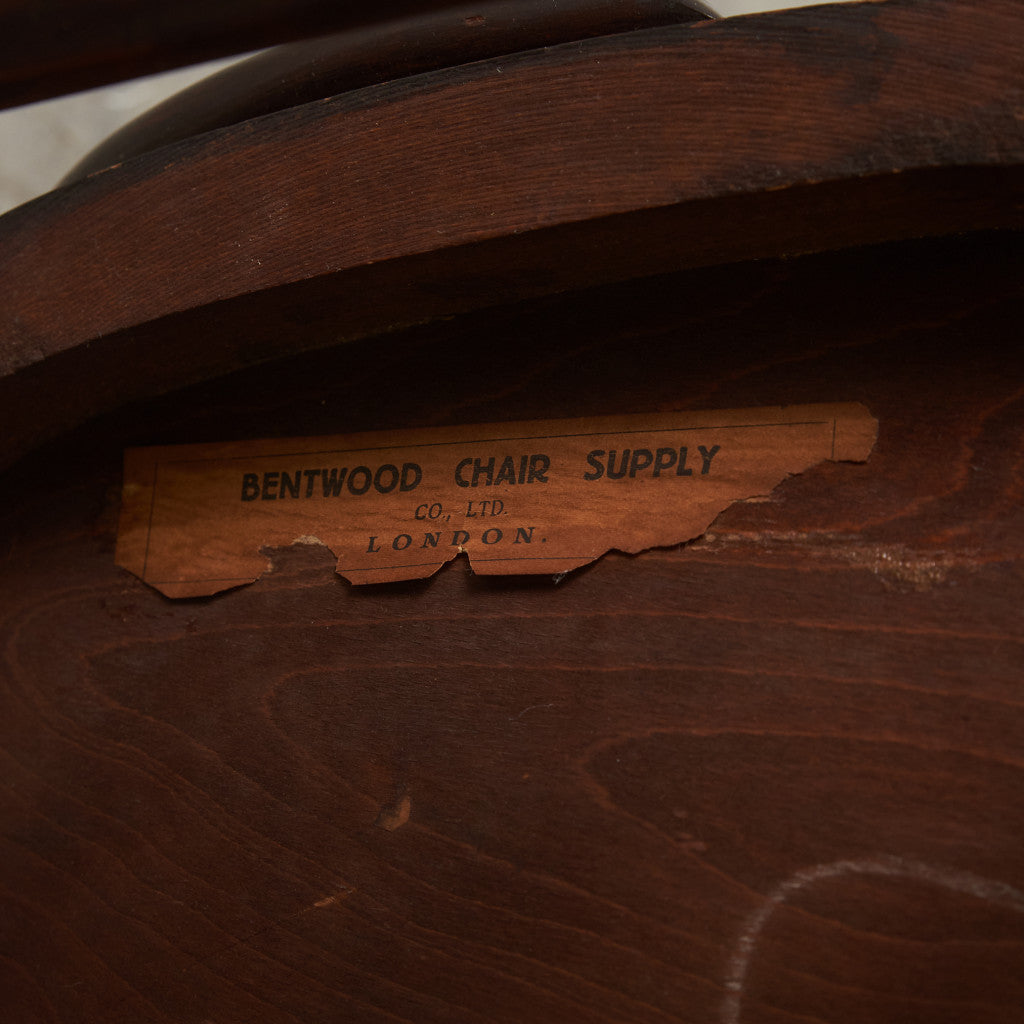 BENTWOOD CHAIR SUPPLY
CO., LTD.
LONDON.